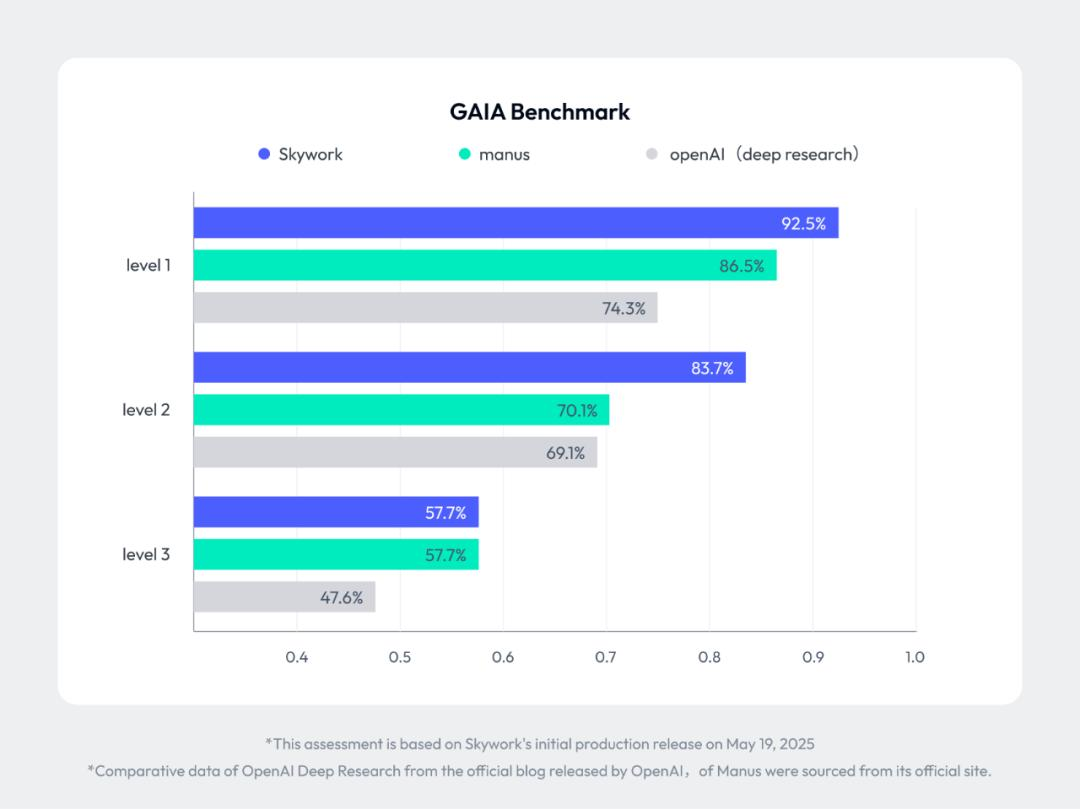 GAIA Benchmark
Skywork manus openAI（deep research）
92.5%
level 1 86.5%
74.3%
83.7%
level 2 70.1%
69.1%
57.7%
level 3 57.7%
47.6%
0.4 0.5 0.6 0.7 0.8 0.9 1.0
*This assessment is based on Skywork's initial production release on May 19, 2025
*Comparative data of OpenAI Deep Research from the official blog released by OpenAI，of Manus were sourced from its official site.